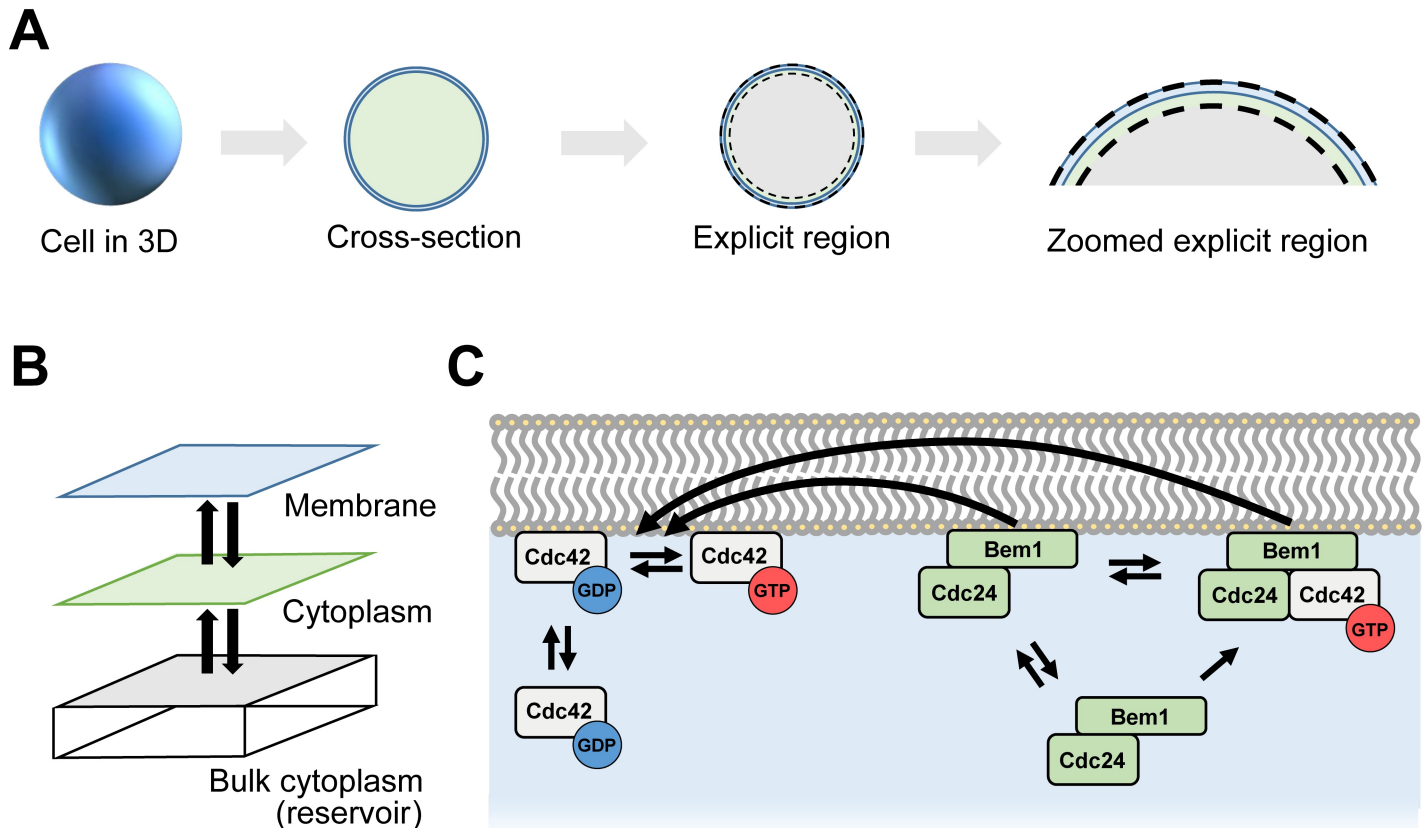 A
Cell in 3D
Cross-section
Explicit region
Zoomed explicit region
B
Membrane
Cytoplasm
Bulk cytoplasm
(reservoir)
C
Cdc42
GDP
Cdc42
GTP
Bem1
Cdc24
Bem1
Cdc24
Cdc42
GTP
Cdc42
GDP
Bem1
Cdc24